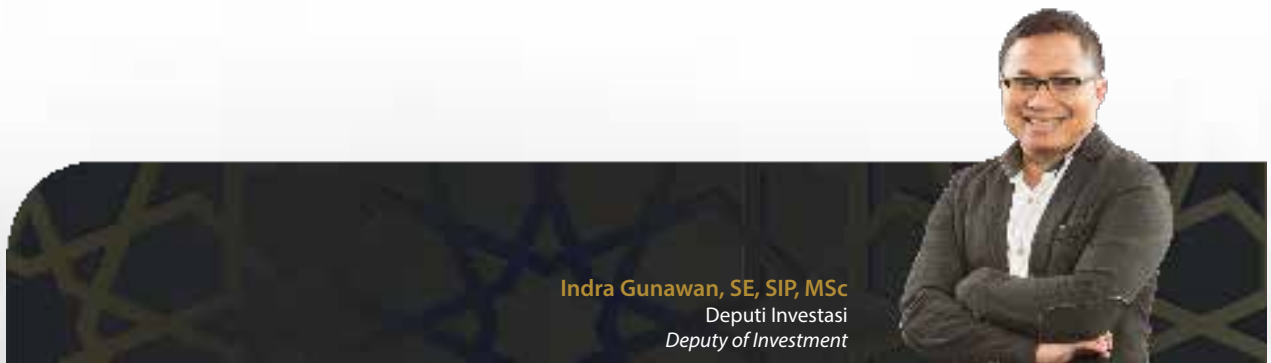 Indra Gunawan, SE, SIP, MSc
Deputi Investasi
Deputy of Investment